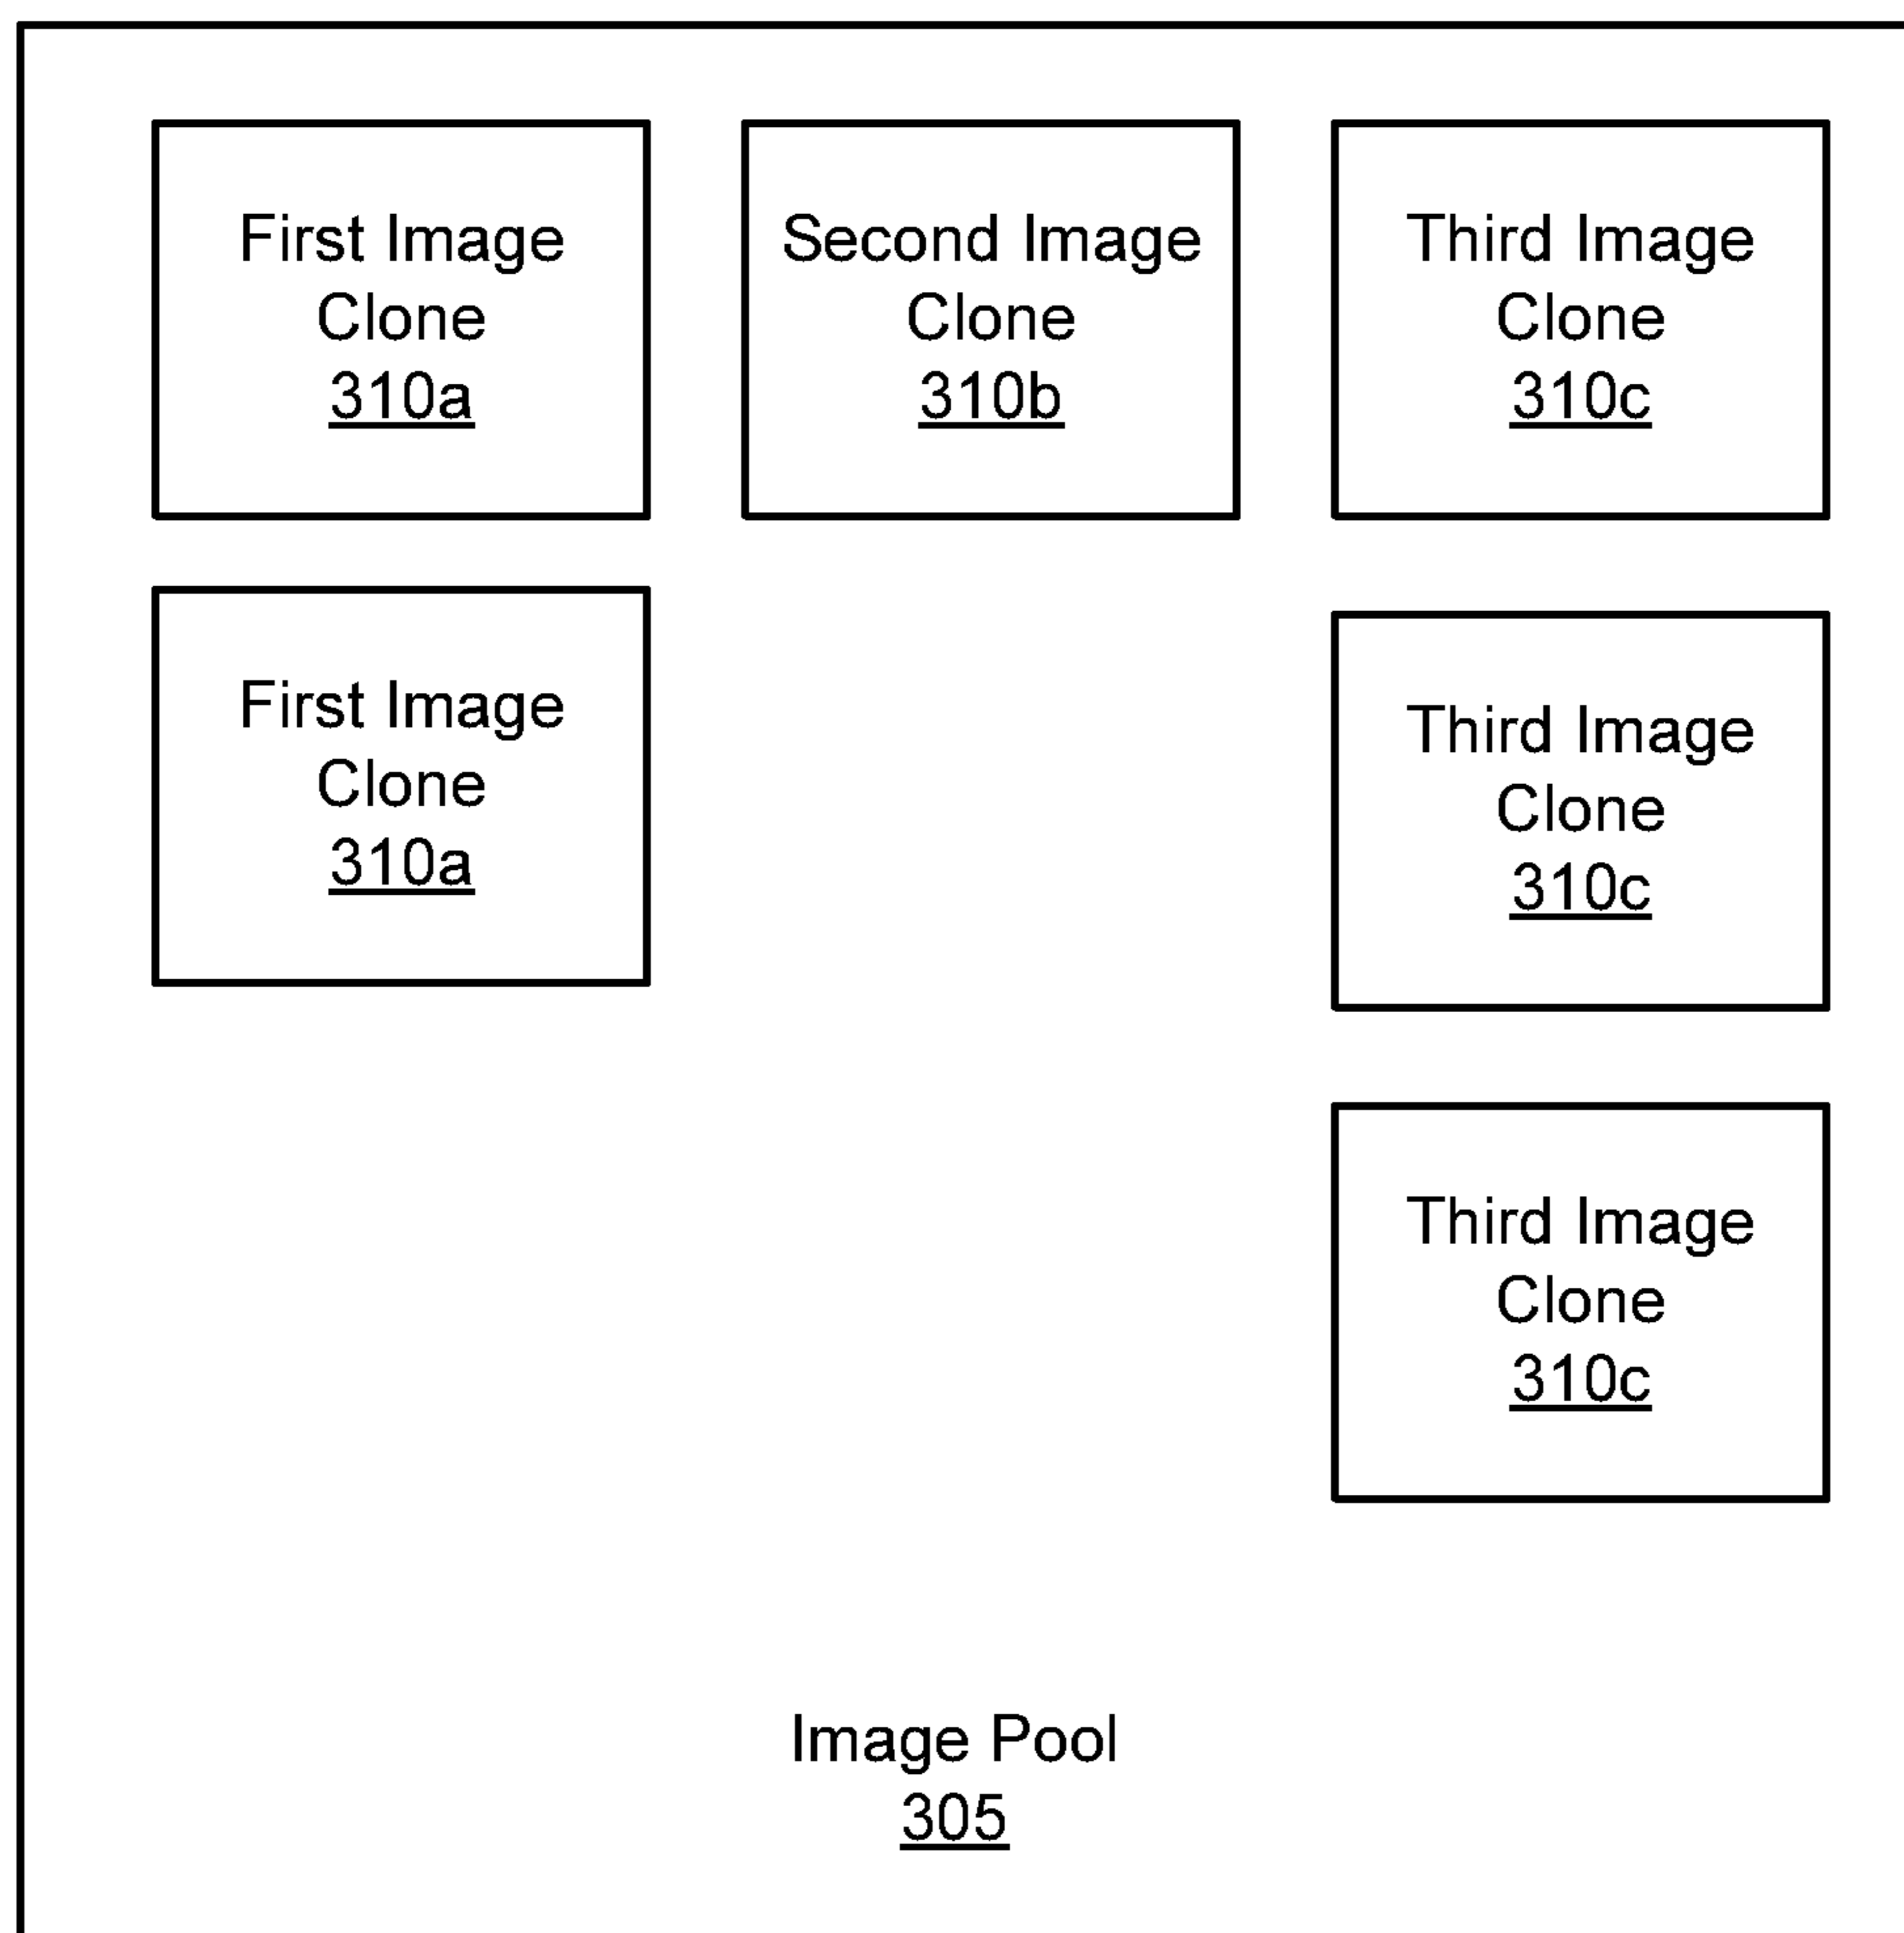 First Image
Clone
310a
Second Image
Clone
310b
Third Image
Clone
310c
First Image
Clone
310a
Third Image
Clone
310c
Third Image
Clone
310c
Image Pool
305